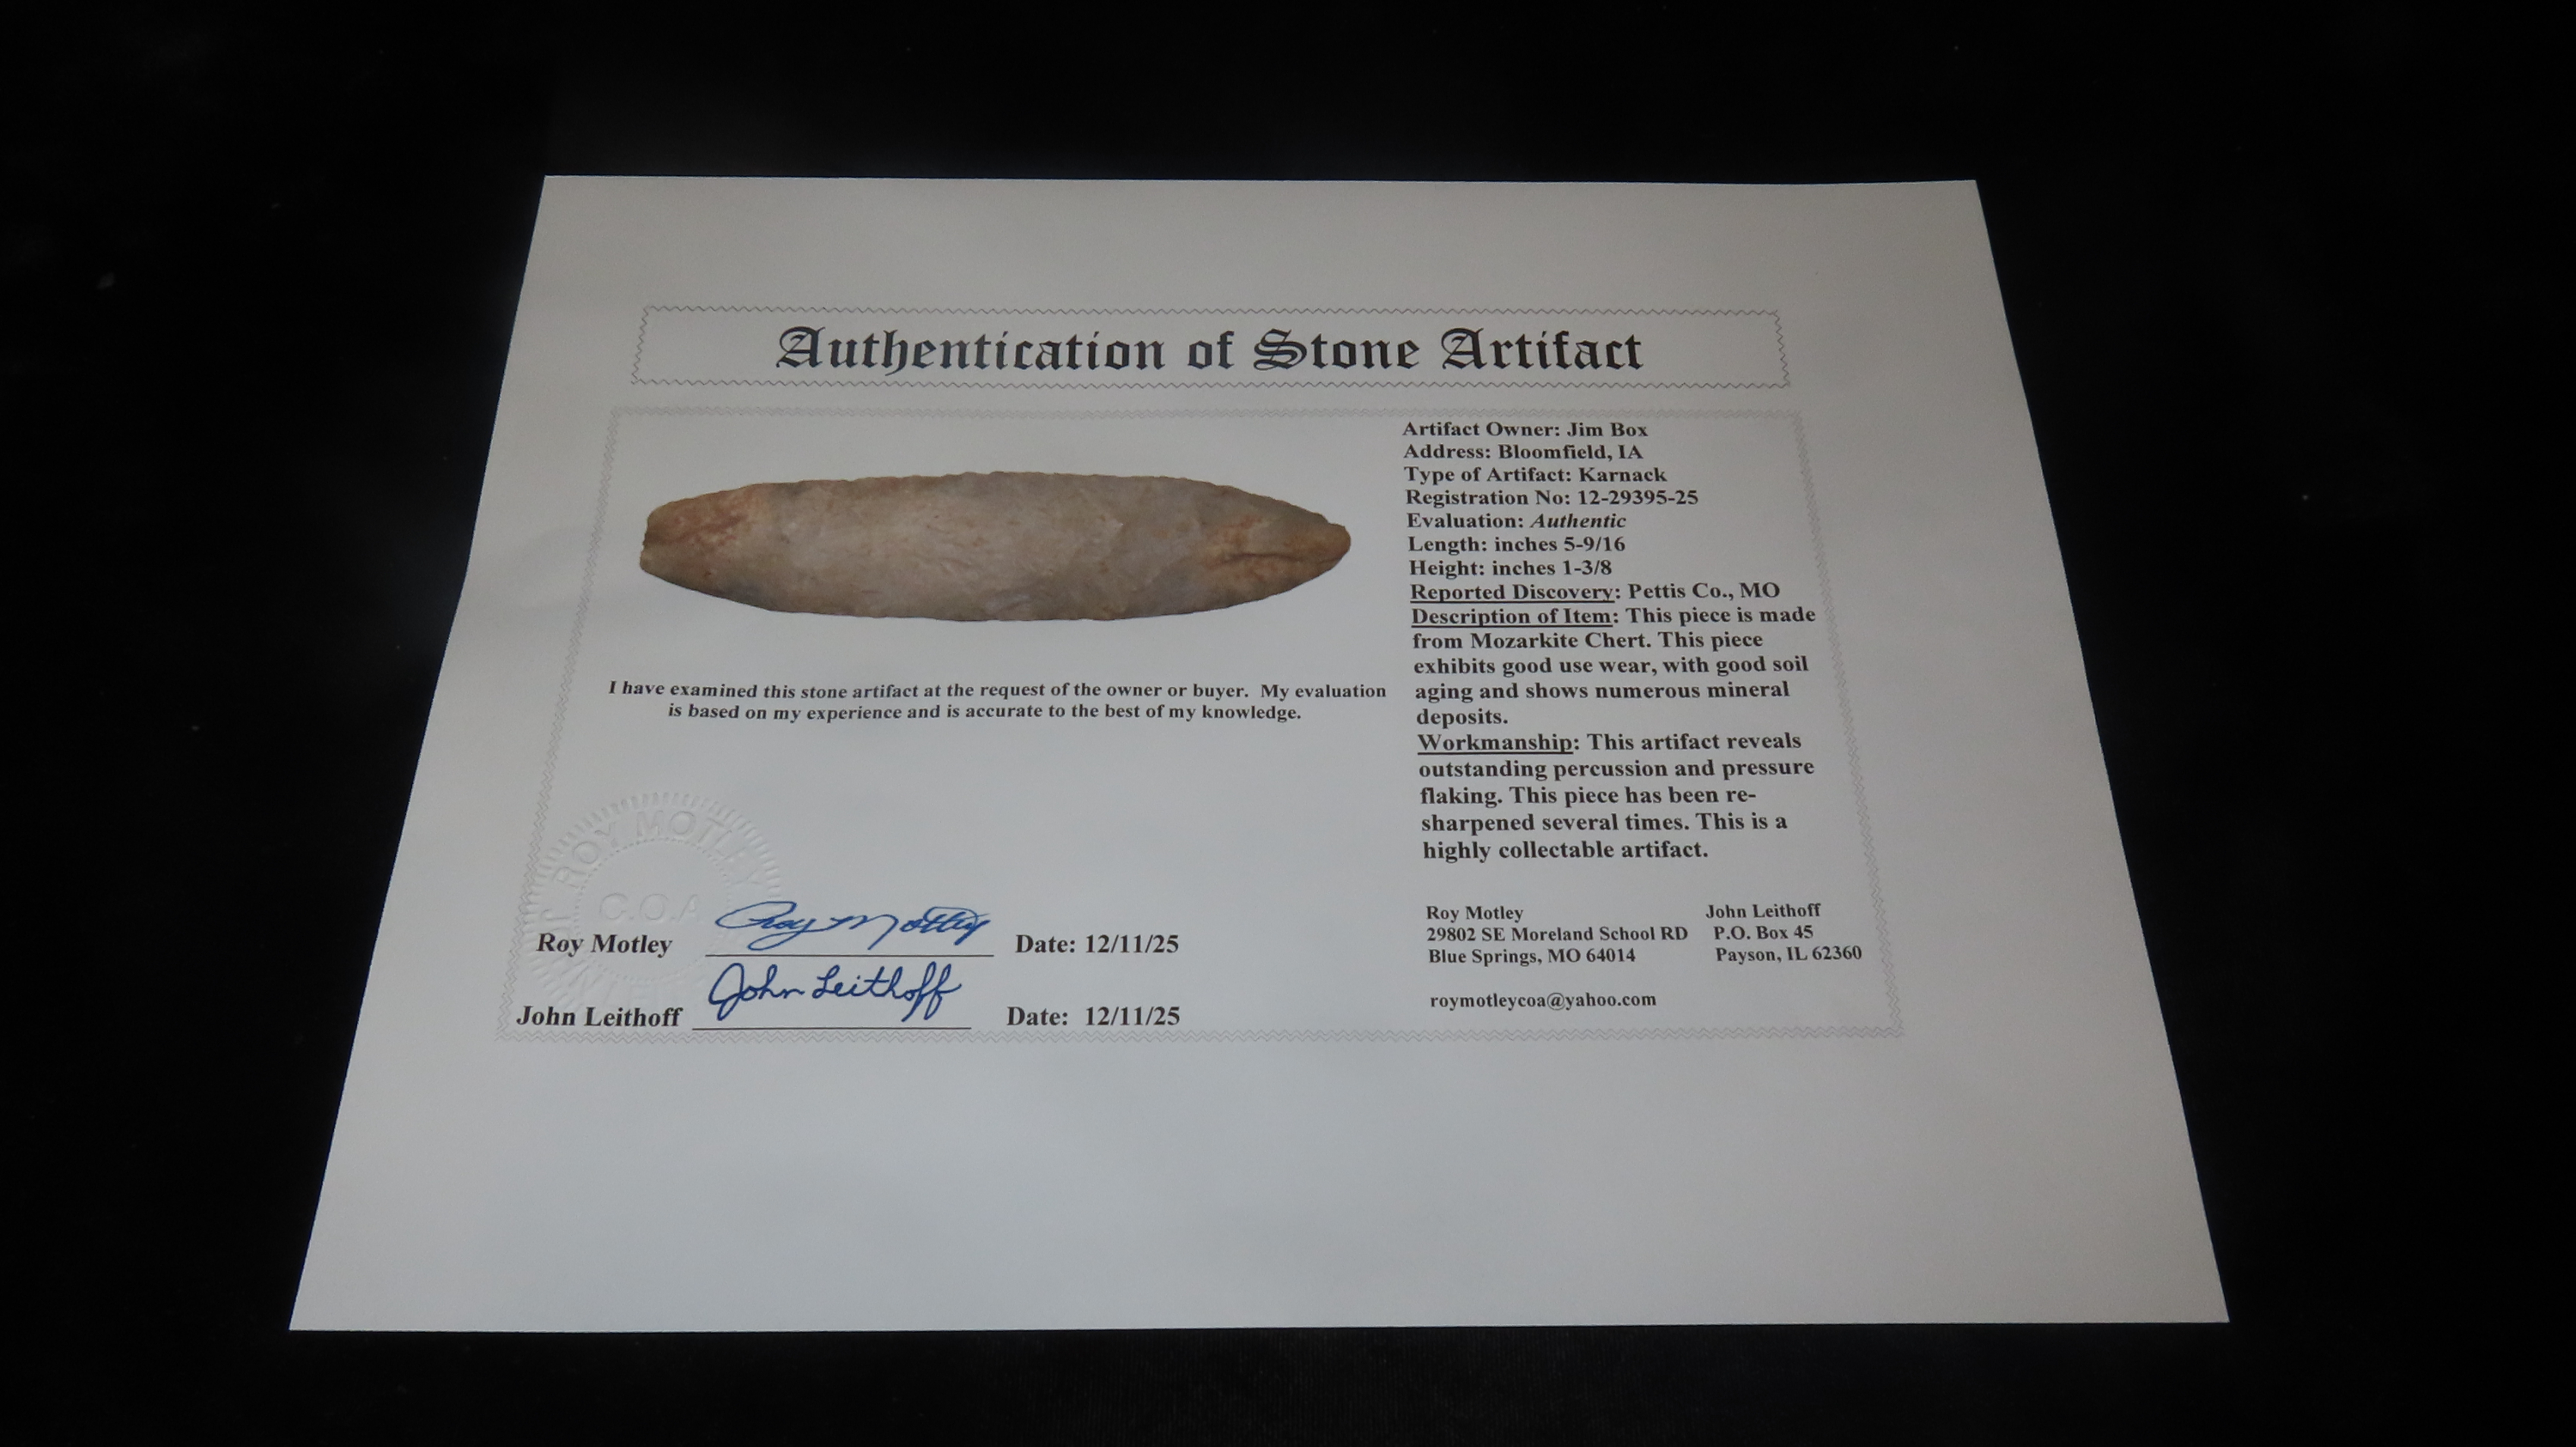 Authentication of Stone Artifact
Artifact Owner: Jim Box
Address: Bloomfield, IA
Type of Artifact: Karnack
Registration No: 12-29395-25
Evaluation: Authentic
Length: inches 5-9/16
Height: inches 1-3/8
Reported Discovery: Pettis Co., MO
Description of Item: This piece is made
from Mozarkite Chert. This piece
exhibits good use wear, with good soil
aging and shows numerous mineral
deposits.
Workmanship: This artifact reveals
outstanding percussion and pressure
flaking. This piece has been re-
sharpened several times. This is a
highly collectable artifact.
I have examined this stone artifact at the request of the owner or buyer. My evaluation
is based on my experience and is accurate to the best of my knowledge.
ROY MOTLEY
C.O.A
Roy Motley Roy Motley Date: 12/11/25
John Leithoff John Leithoff Date: 12/11/25
Roy Motley
29802 SE Moreland School RD
Blue Springs, MO 64014
roymotleycoa@yahoo.com
John Leithoff
P.O. Box 45
Payson, IL 62360